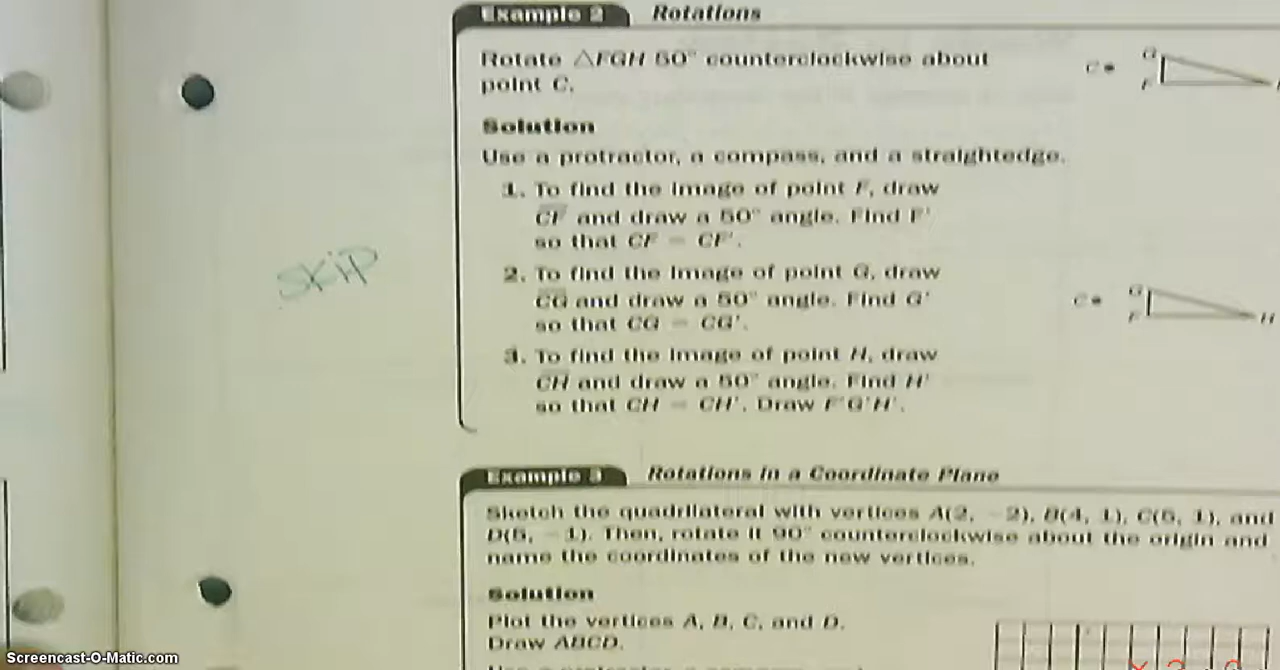 Example 2 Rotations
Rotate △FGH 50° counterclockwise about
point C.
C G F
Solution
Use a protractor, a compass, and a straightedge.
1. To find the image of point F, draw
CF and draw a 50° angle. Find F'
so that CF = CF'.
SKIP
2. To find the image of point G, draw
CG and draw a 50° angle. Find G'
so that CG = CG'.
C G F H
3. To find the image of point H, draw
CH and draw a 50° angle. Find H'
so that CH = CH'. Draw F'G'H'.
Example 3 Rotations in a Coordinate Plane
Sketch the quadrilateral with vertices A(2, -2), B(4, 1), C(5, 1), and
D(5, -1). Then, rotate it 90° counterclockwise about the origin and
name the coordinates of the new vertices.
Solution
Plot the vertices A, B, C, and D.
Draw ABCD.
Screencast-O-Matic.com